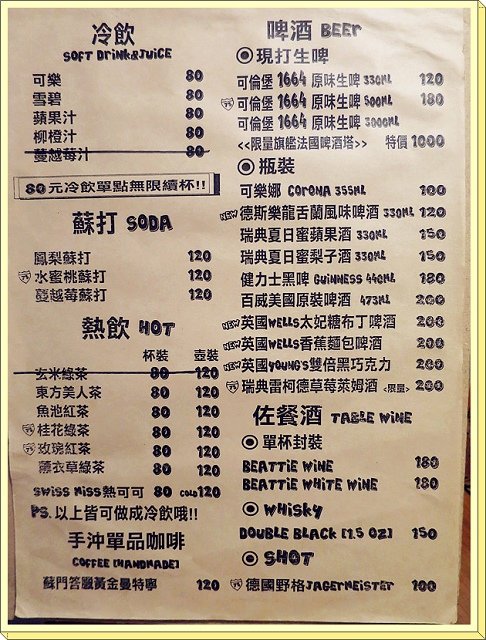 冷飲
SOFT DRINK&JUICE
可樂 80
雪碧 80
蘋果汁 80
柳橙汁 80
蔓越莓汁 80
80元冷飲單點無限續杯!!
蘇打 SODA
鳳梨蘇打 120
水蜜桃蘇打 120
蔓越莓蘇打 120
熱飲 HOT
杯裝 壺裝
玄米綠茶 80 120
東方美人茶 80 120
魚池紅茶 80 120
桂花綠茶 80 120
玫瑰紅茶 80 120
薰衣草綠茶 80 120
SWISS MISS熱可可 80 COLD120
PS.以上皆可做成冷飲哦!!
手沖單品咖啡
COFFEE [HANDMADE]
蘇門答臘黃金曼特寧 120
啤酒 BEER
現打生啤
可倫堡 1664 原味生啤 330ML 120
可倫堡 1664 原味生啤 500ML 180
可倫堡 1664 原味生啤 3000ML
<<限量旗艦法國啤酒塔>> 特價 1000
瓶裝
可樂娜 CORONA 355ML 100
NEW 德斯樂龍舌蘭風味啤酒 330ML 120
瑞典夏日蜜蘋果酒 330ML 150
瑞典夏日蜜梨子酒 330ML 150
健力士黑啤 GUINNESS 440ML 180
百威美國原裝啤酒 473ML 200
NEW 英國WELLS太妃糖布丁啤酒 200
NEW 英國WELLS香蕉麵包啤酒 200
NEW 英國YOUNG'S雙倍黑巧克力 200
瑞典雷柯德草莓萊姆酒 <限量> 200
佐餐酒 TABLE WINE
單杯封裝
BEATTIE WINE 180
BEATTIE WHITE WINE 180
WHISKY
DOUBLE BLACK [1.5 OZ] 150
SHOT
德國野格JAGERMEISTER 100